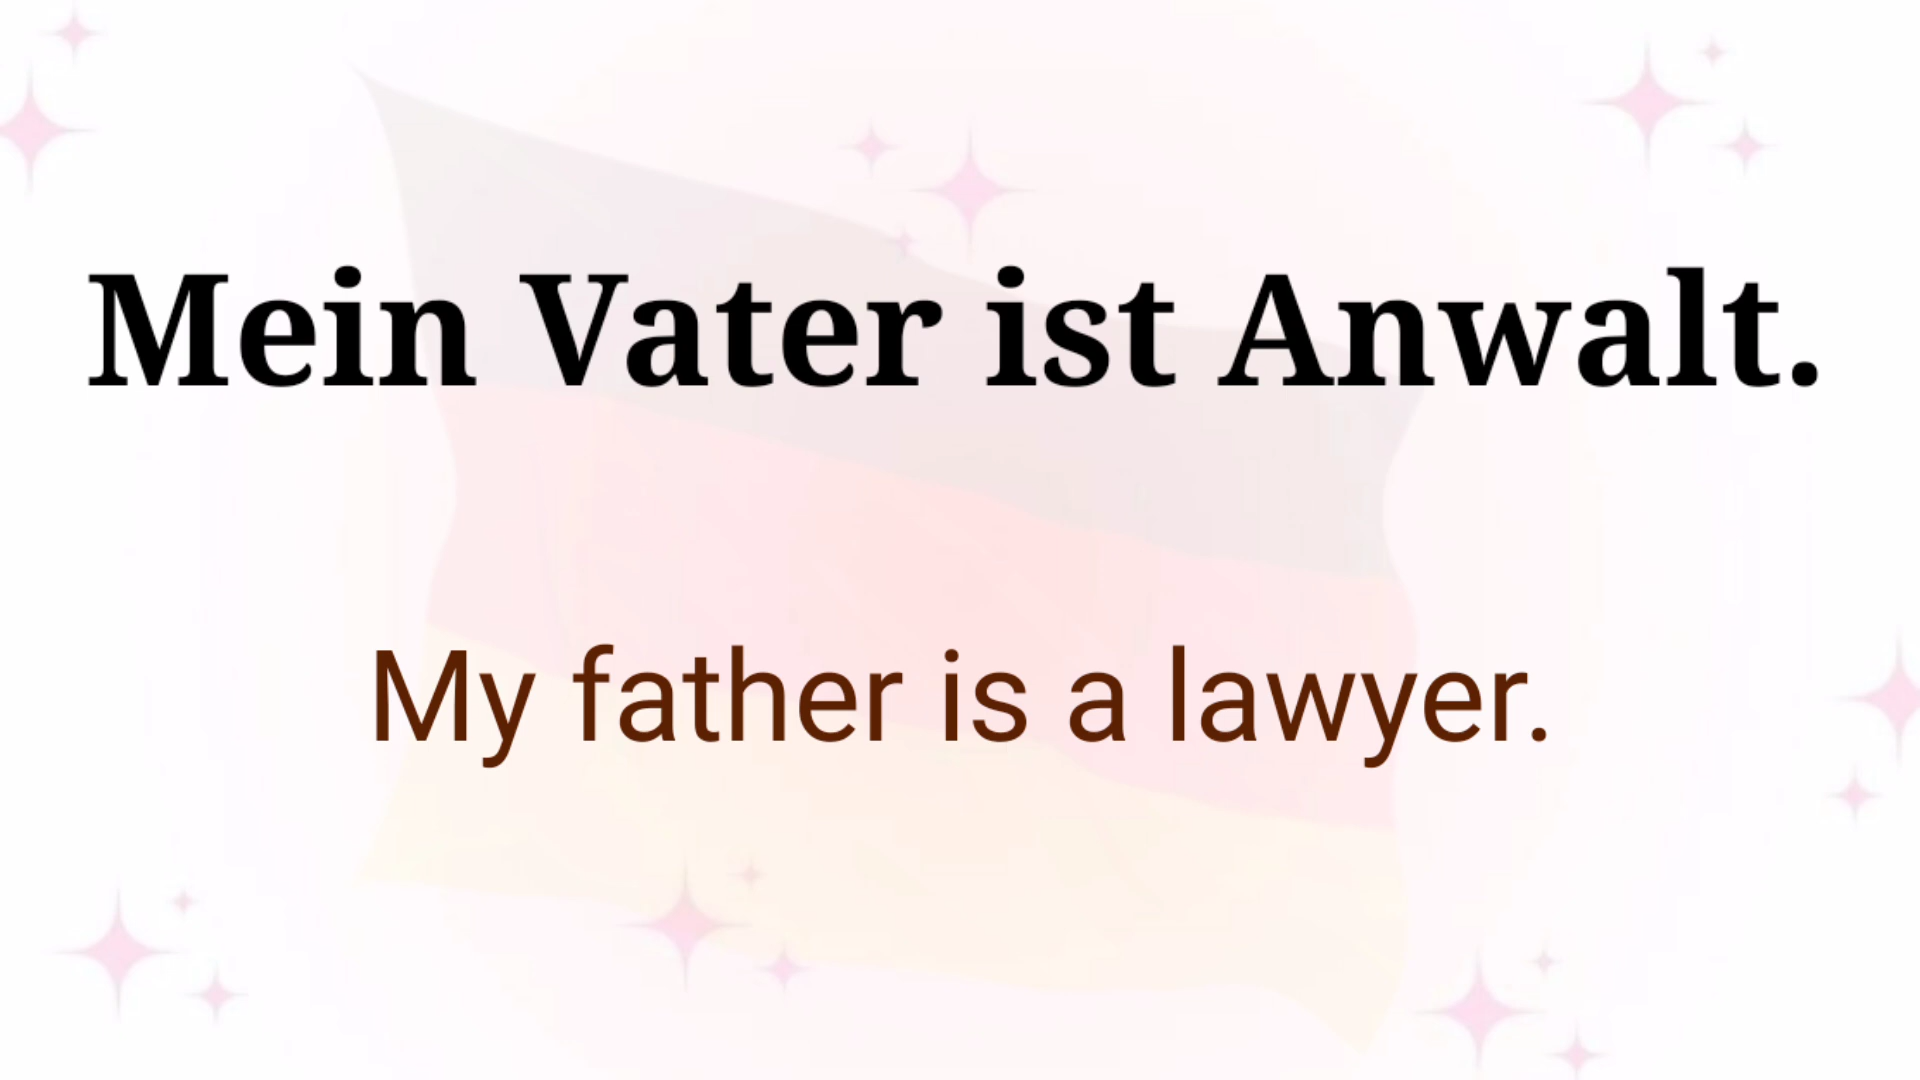 Mein Vater ist Anwalt.
My father is a lawyer.